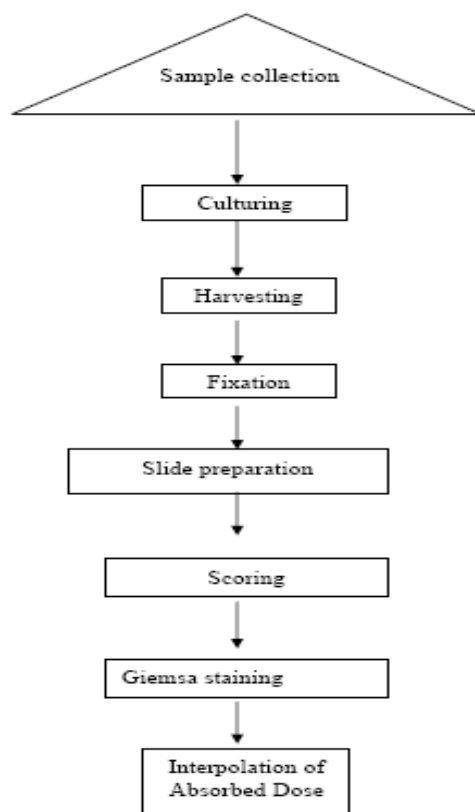 Sample collection
Culturing
Harvesting
Fixation
Slide preparation
Scoring
Giemsa staining
Interpolation of
Absorbed Dose